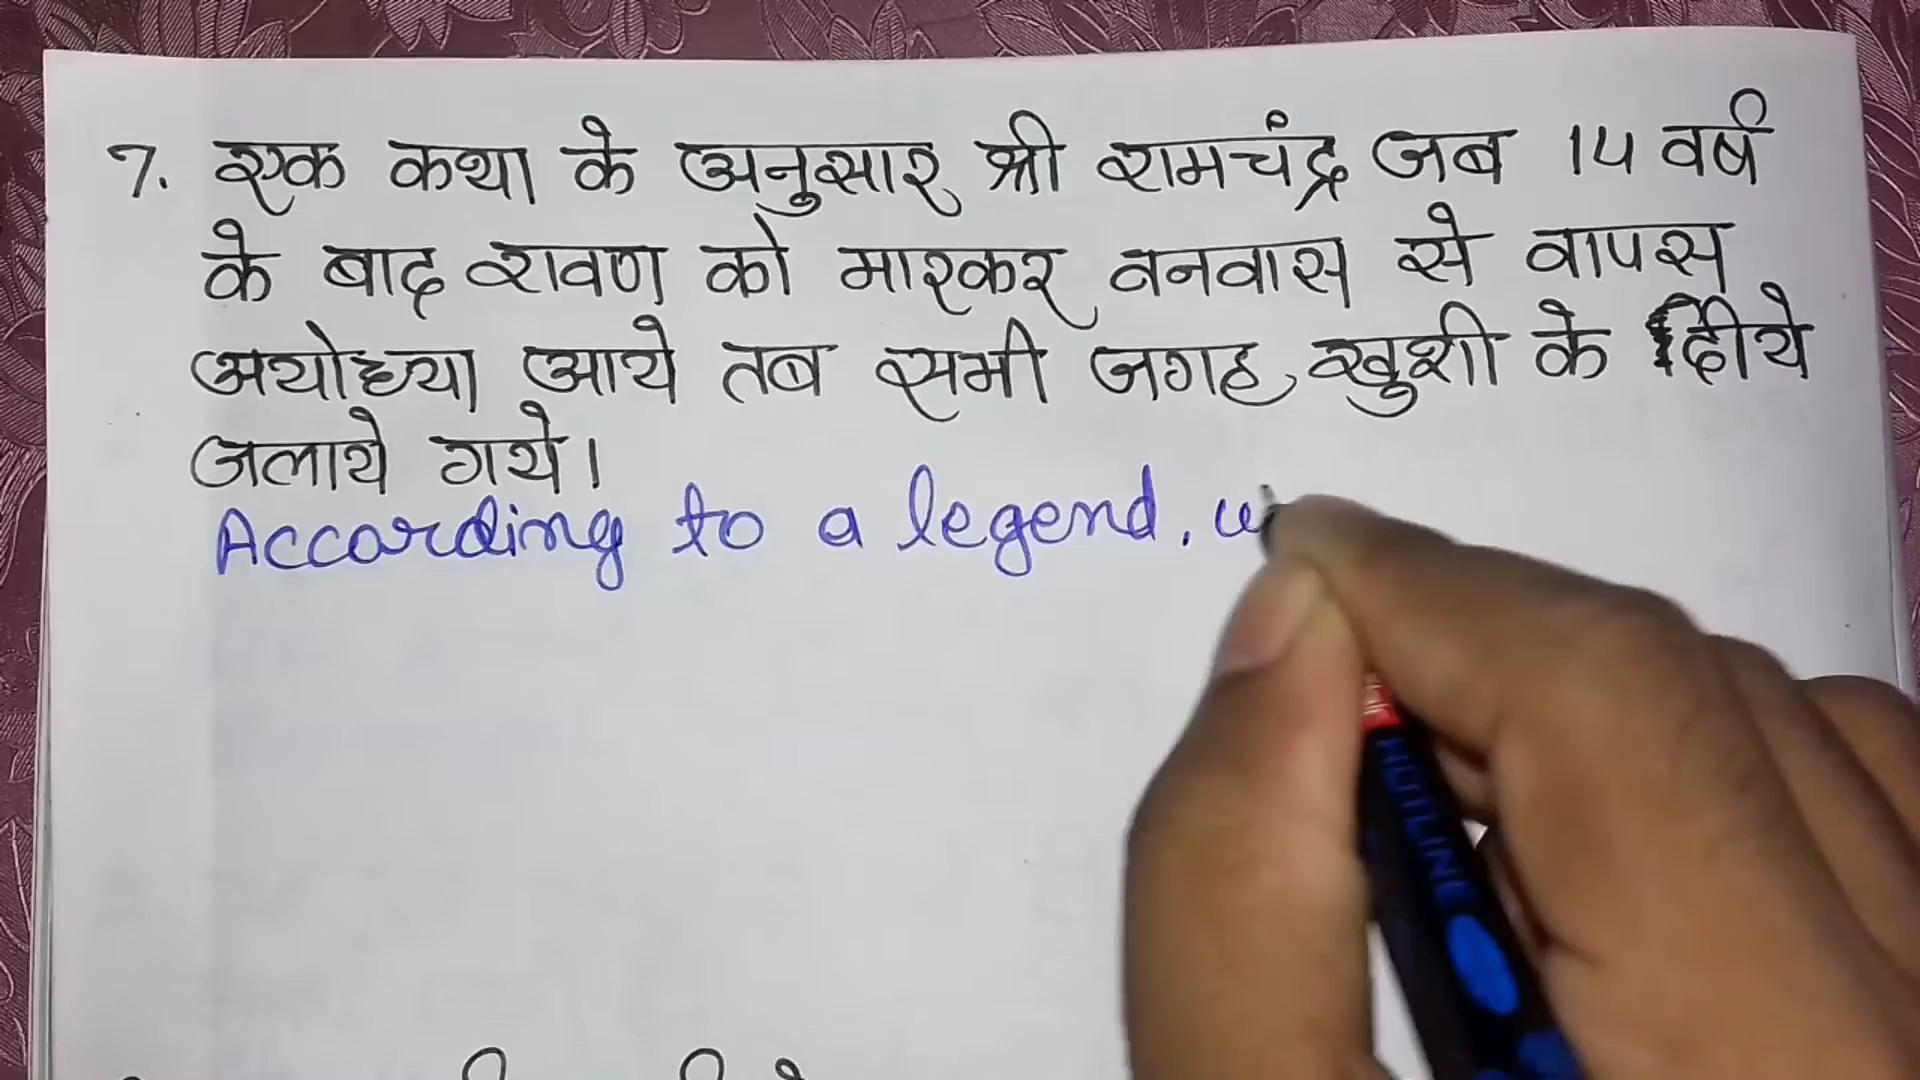 7. एक कथा के अनुसार श्री रामचंद्र जब 14 वर्ष
के बाद रावण को मारकर वनवास से वापस
अयोध्या आये तब सभी जगह खुशी के दीये
जलाये गये।
According to a legend, w
HOTLINE